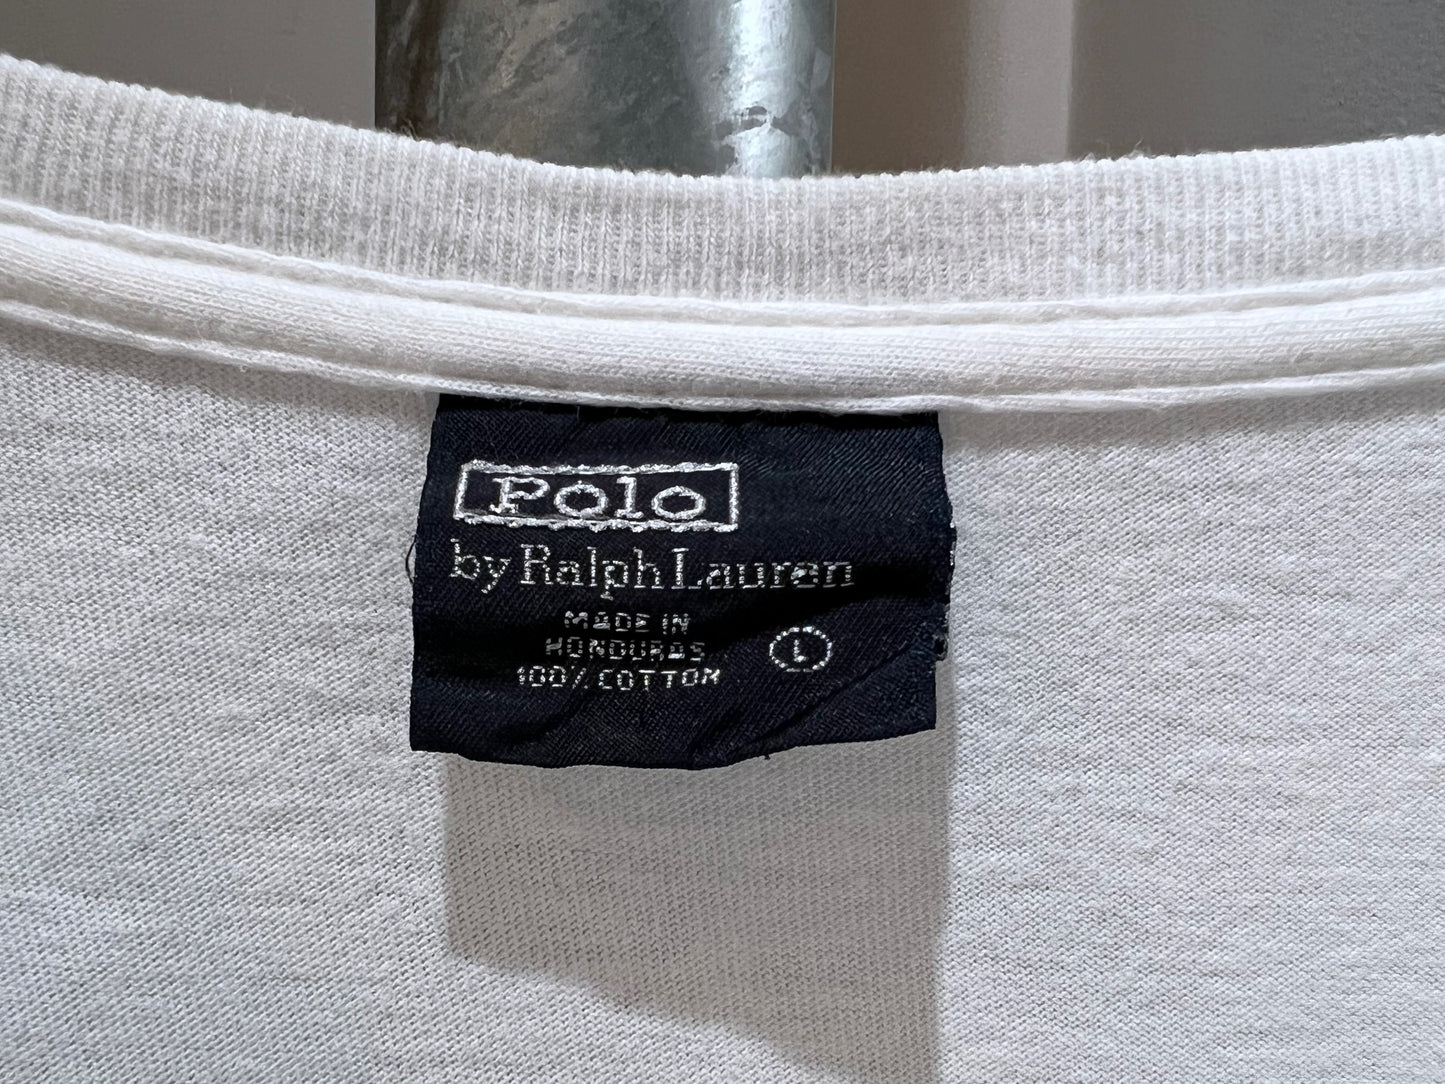 Polo
by Ralph Lauren
MADE IN
HONDURAS
100% COTTON
L